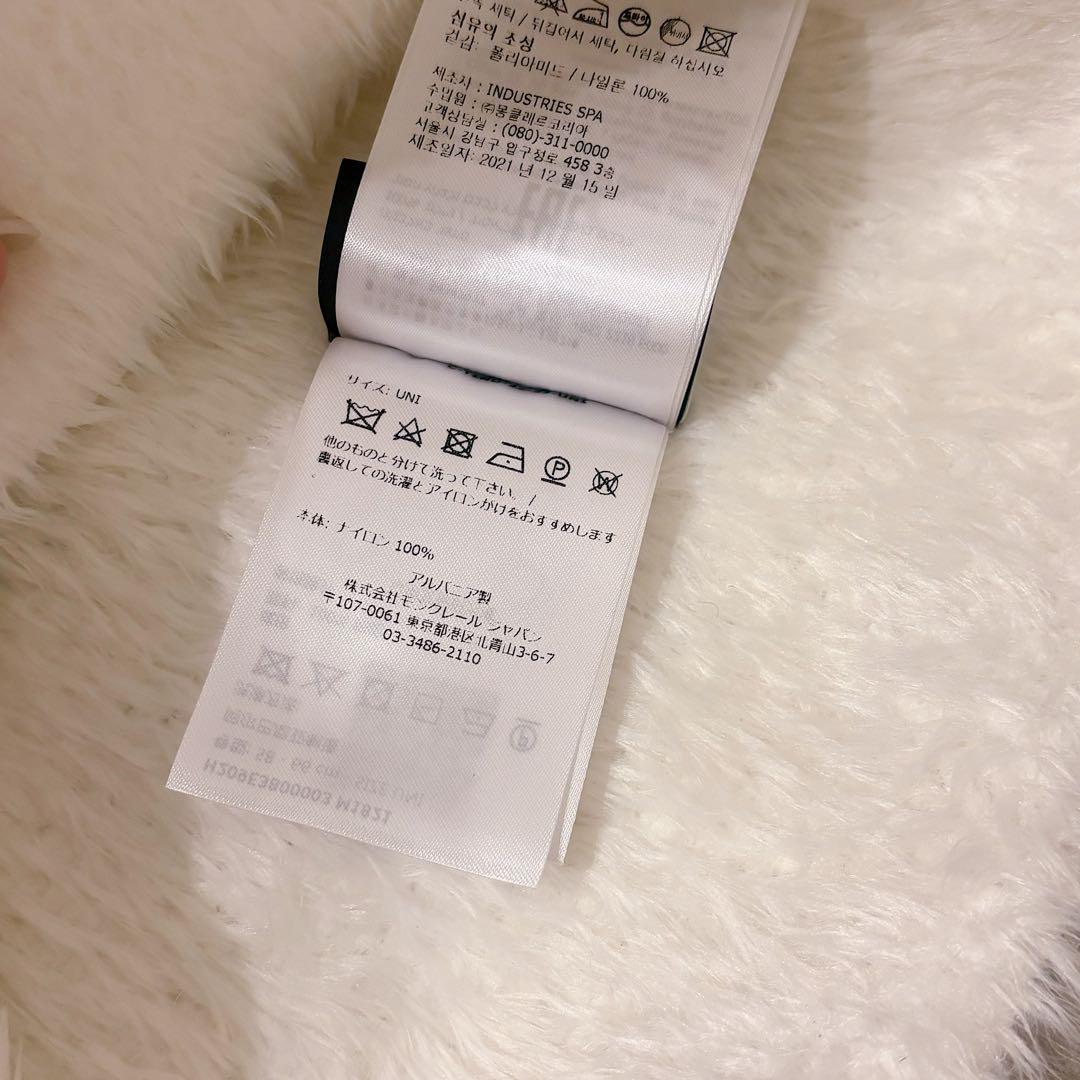 세탁 / 뒤집어서 세탁, 다림질 하십시오
섬유의 조성
겉감: 폴리아미드 / 나일론 100%
제조자 : INDUSTRIES SPA
수입원 : ㈜몽클레르코리아
고객상담실 : (080)-311-0000
서울시 강남구 압구정로 458 3층
제조일자: 2021 년 12 월 15 일
サイズ: UNI
P
W
他のものと分けて洗って下さい。/
裏返しての洗濯とアイロンがけをおすすめします
本体: ナイロン 100%
アルバニア製
株式会社モンクレール ジャパン
〒107-0061 東京都港区北青山3-6-7
03-3486-2110
SIZE UNI
H209E3B00003 M1821